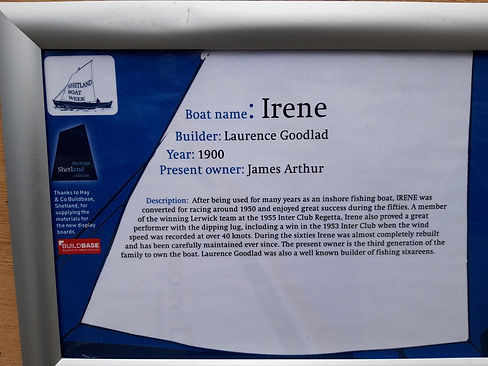 SHETLAND
BOAT
WEEK
Boat name: Irene
Builder: Laurence Goodlad
Year: 1900
Present owner: James Arthur
heritage
Shetland
culture
Thanks to Hay
& Co Buildbase,
Shetland, for
supplying the
materials for
the new display
boards.
BUILDBASE
Description: After being used for many years as an inshore fishing boat, IRENE was
converted for racing around 1950 and enjoyed great success during the fifties. A member
of the winning Lerwick team at the 1955 Inter Club Regetta, Irene also proved a great
performer with the dipping lug, including a win in the 1953 Inter Club when the wind
speed was recorded at over 40 knots. During the sixties Irene was almost completely rebuilt
and has been carefully maintained ever since. The present owner is the third generation of the
family to own the boat. Laurence Goodlad was also a well known builder of fishing sixareens.